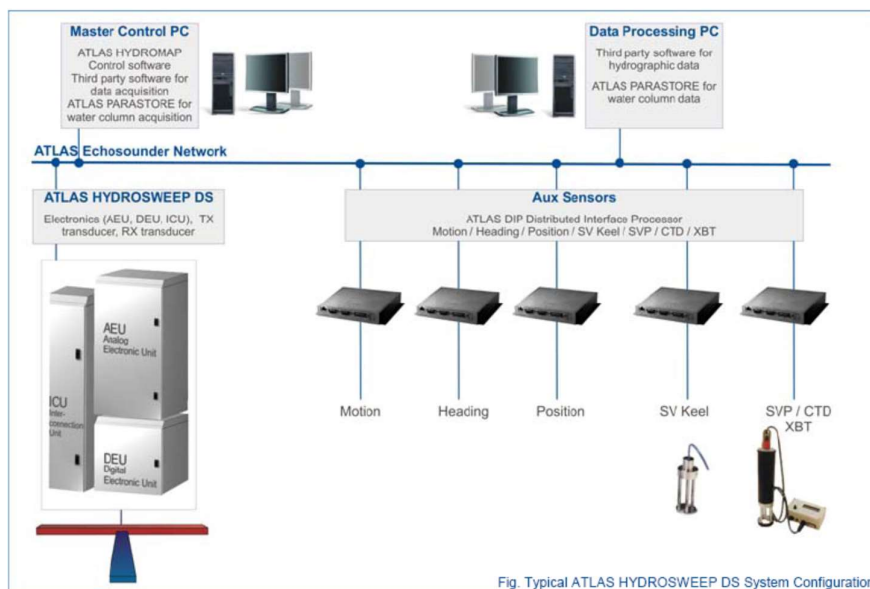 Master Control PC
ATLAS HYDROMAP
Control software
Third party software for
data acquisition
ATLAS PARASTORE for
water column acquisition
Data Processing PC
Third party software for
hydrographic data
ATLAS PARASTORE for
water column data
ATLAS Echosounder Network
ATLAS HYDROSWEEP DS
Electronics (AEU, DEU, ICU), TX
transducer, RX transducer
Aux Sensors
ATLAS DIP Distributed Interface Processor
Motion / Heading / Position / SV Keel / SVP / CTD / XBT
AEU
Analog
Electronic Unit
ICU
Inter-
connection
Unit
DEU
Digital
Electronic Unit
Motion
Heading
Position
SV Keel
SVP / CTD
XBT
Fig. Typical ATLAS HYDROSWEEP DS System Configuration